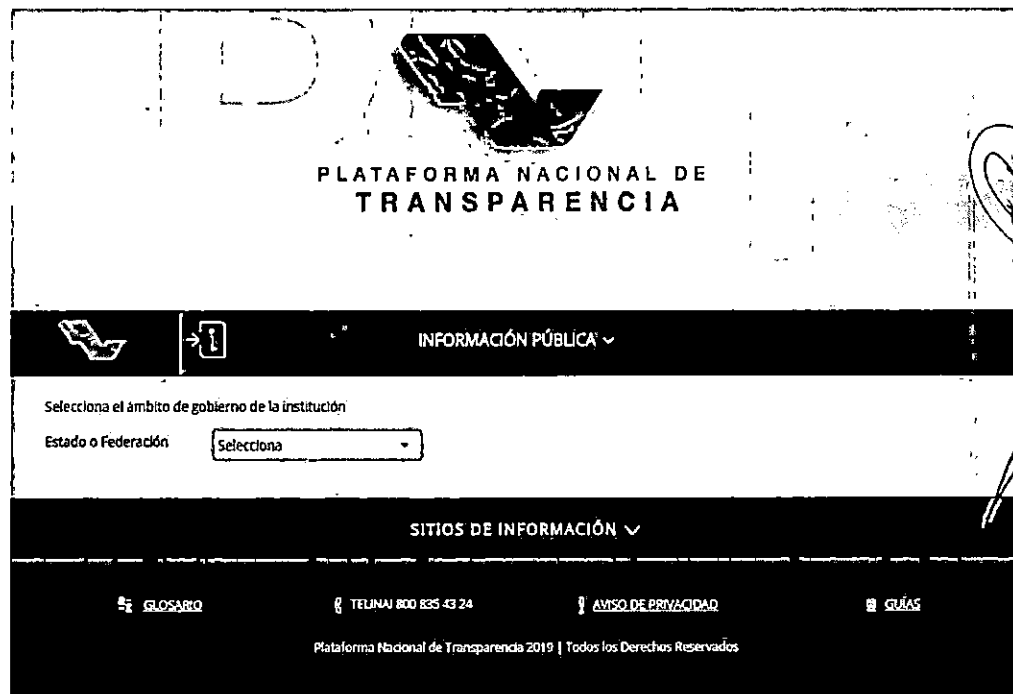 PLATAFORMA NACIONAL DE
TRANSPARENCIA
INFORMACIÓN PÚBLICA
Selecciona el ámbito de gobierno de la institución
Estado o Federación Selecciona
SITIOS DE INFORMACIÓN
GLOSARIO TELINAI 800 835 43 24 AVISO DE PRIVACIDAD GUÍAS
Plataforma Nacional de Transparencia 2019 | Todos los Derechos Reservados